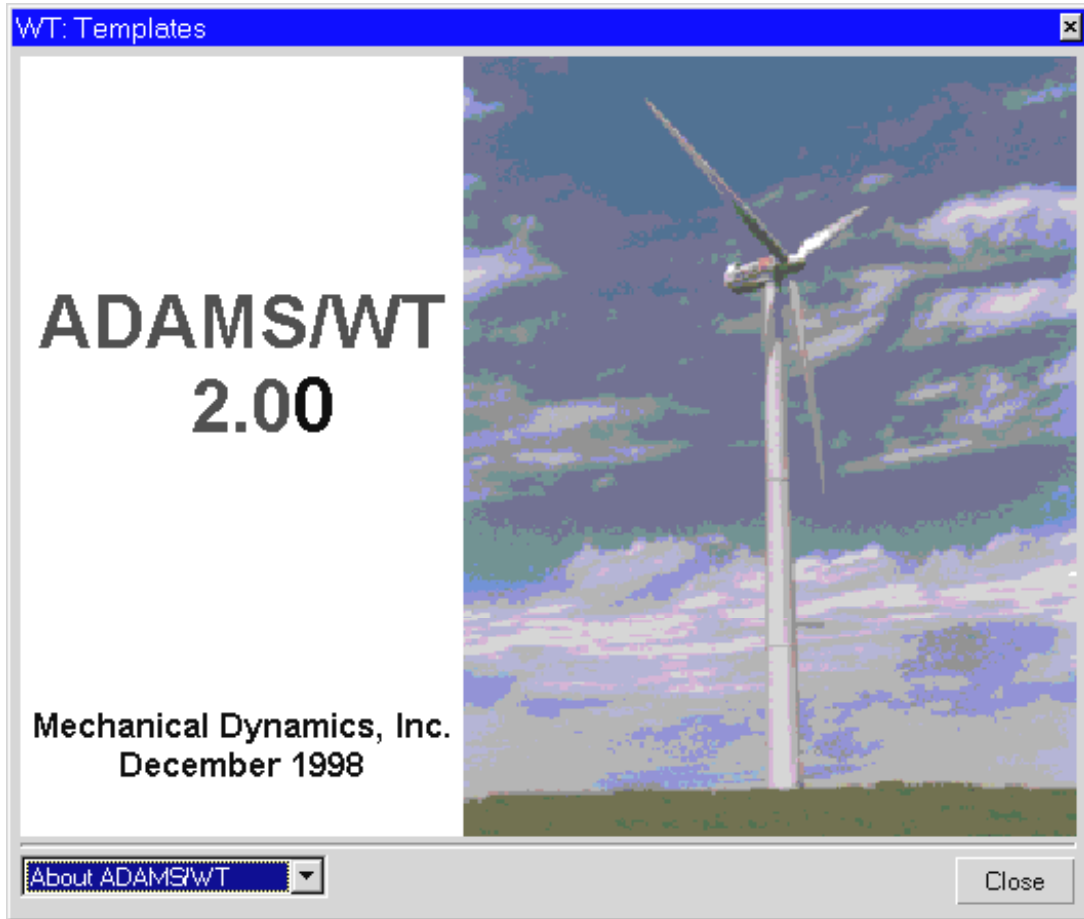 WT: Templates
ADAMS/WT
2.00
Mechanical Dynamics, Inc.
December 1998
About ADAMS/WT
Close